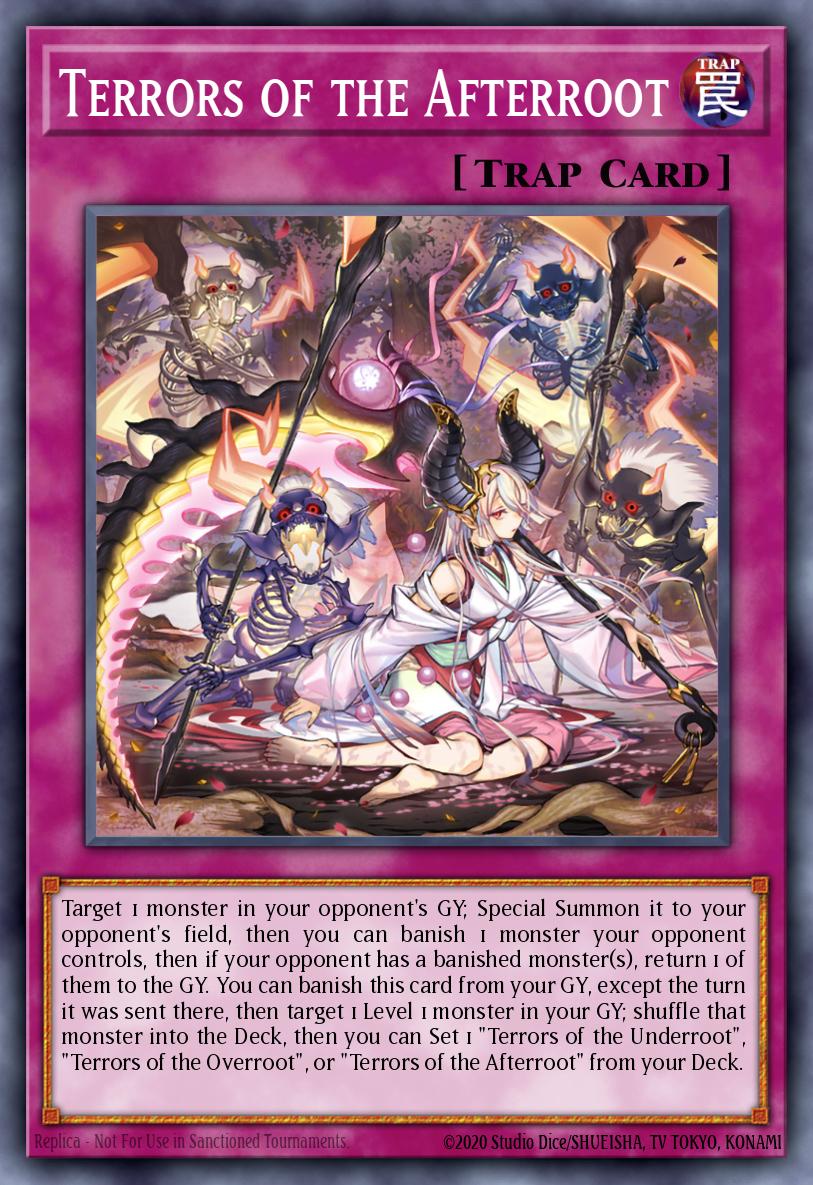 Terrors of the Afterroot
TRAP
罠
[Trap Card]
Target 1 monster in your opponent's GY; Special Summon it to your
opponent's field, then you can banish 1 monster your opponent
controls, then if your opponent has a banished monster(s), return 1 of
them to the GY. You can banish this card from your GY, except the turn
it was sent there, then target 1 Level 1 monster in your GY; shuffle that
monster into the Deck, then you can Set 1 "Terrors of the Underroot",
"Terrors of the Overroot", or "Terrors of the Afterroot" from your Deck.
Replica - Not For Use in Sanctioned Tournaments.
©2020 Studio Dice/SHUEISHA, TV TOKYO, KONAMI